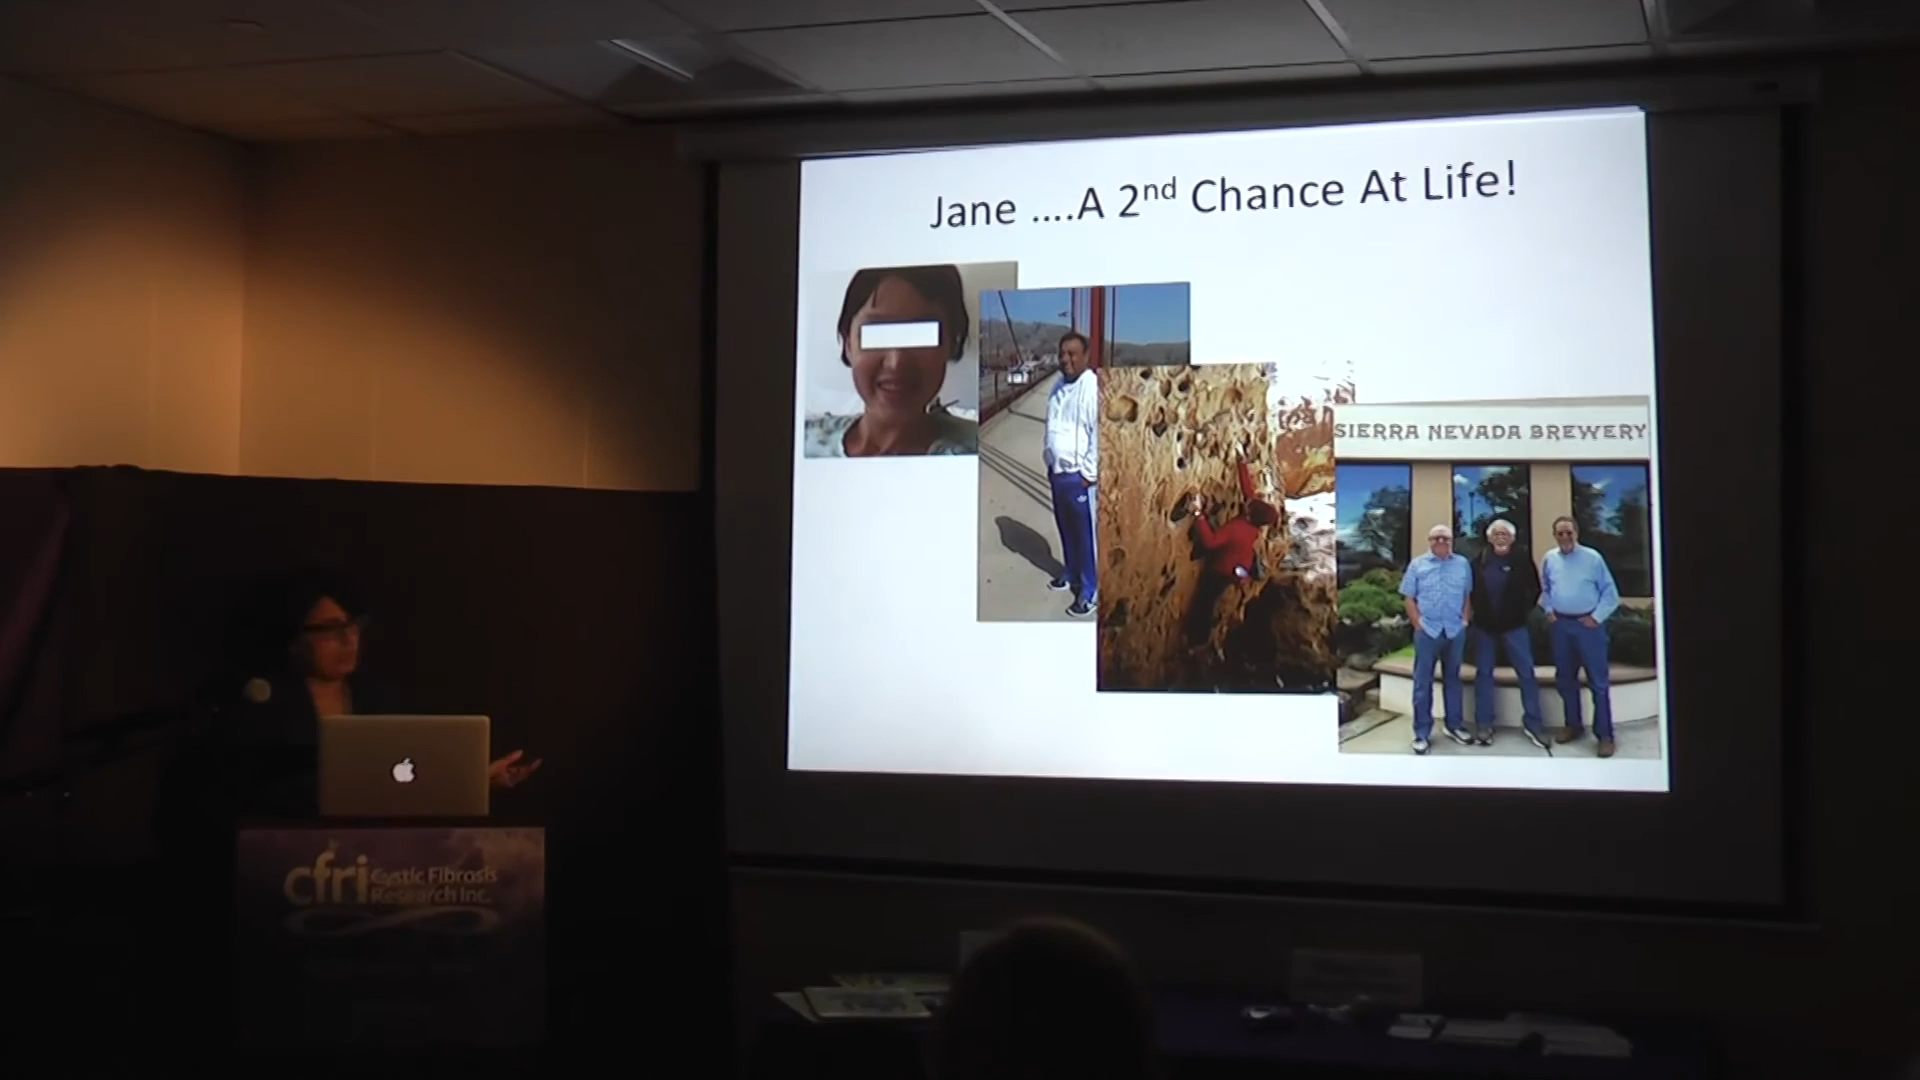 Jane ....A 2nd Chance At Life!
SIERRA NEVADA BREWERY
cfri Cystic Fibrosis
Research Inc.